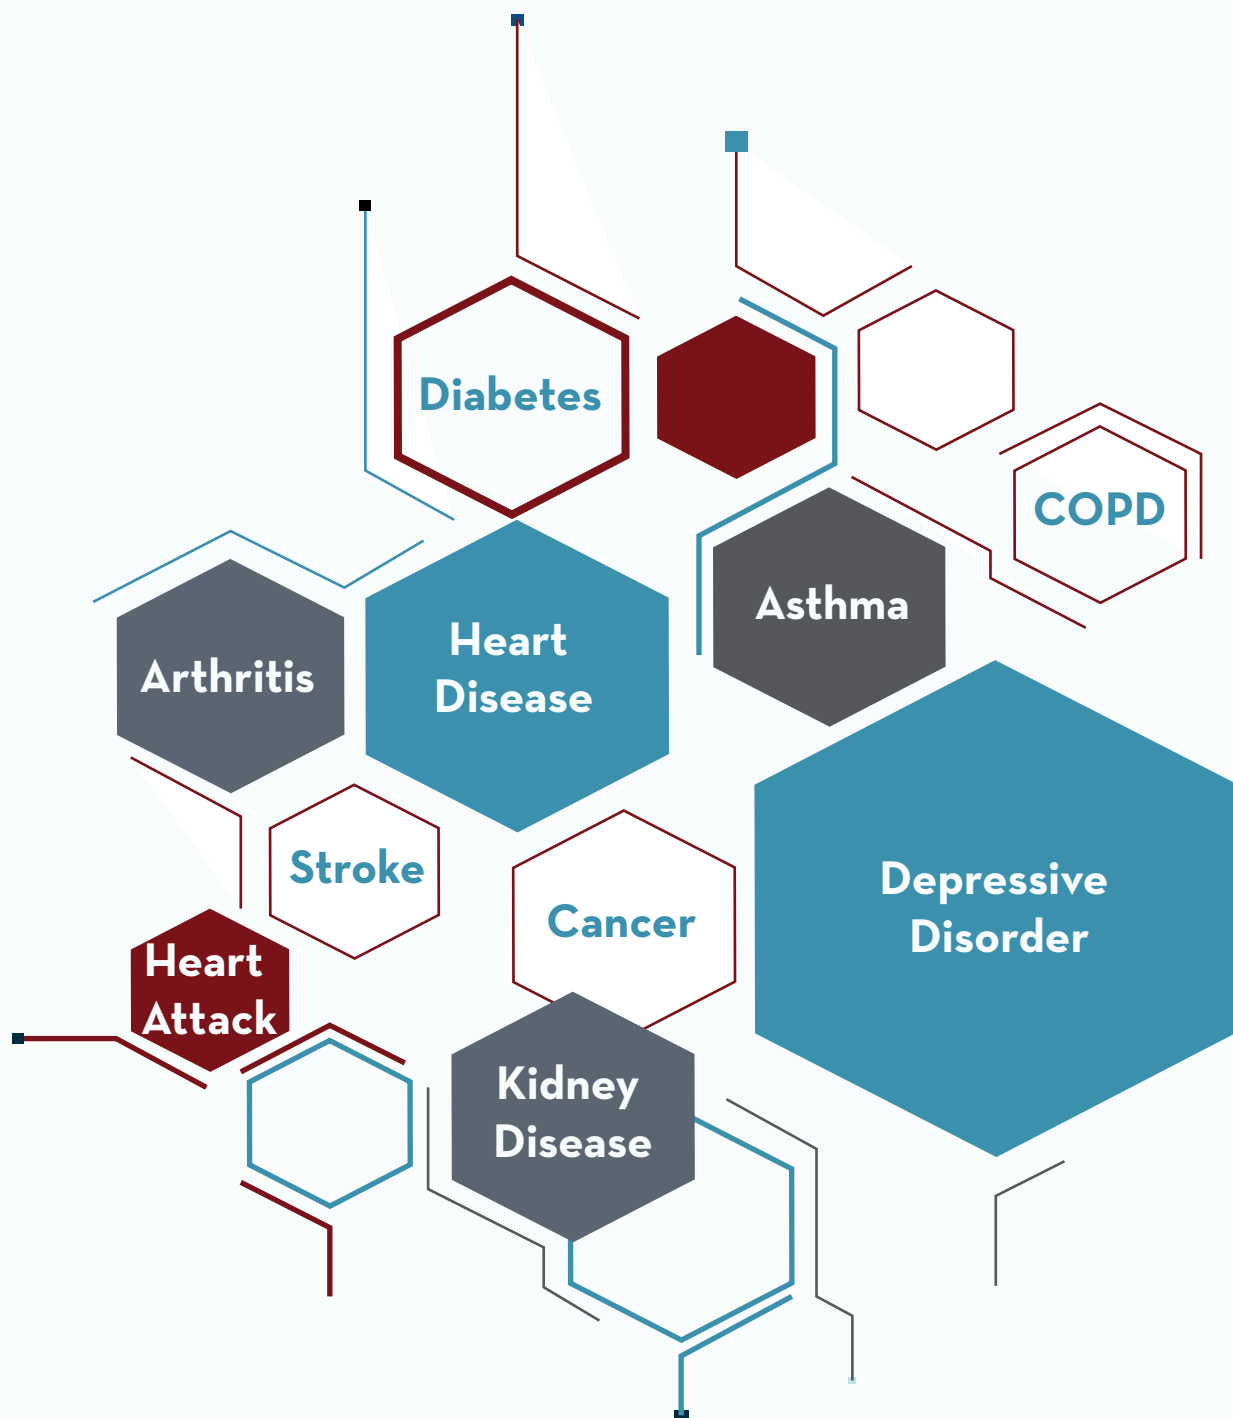 Diabetes
COPD
Asthma
Heart
Disease
Arthritis
Stroke
Cancer
Depressive
Disorder
Heart
Attack
Kidney
Disease